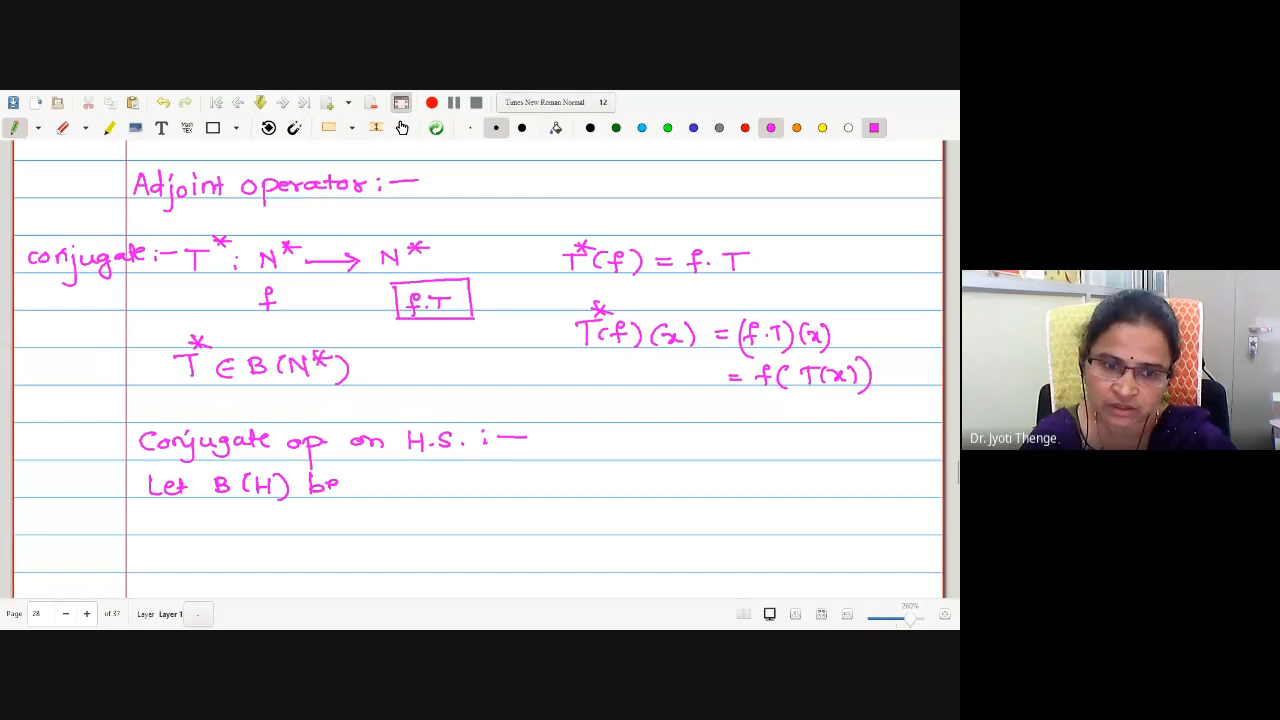 Times New Roman Normal 12
Adjoint operator:—
conjugate:— T* : N* → N*
f f.T
T*(f) = f. T
T*(f)(x) = (f.T)(x)
= f( T(x))
T* ∈ B(N*)
Conjugate op on H.S. :—
Let B(H) be
Dr. Jyoti Thenge
Page 28 of 37 Layer Layer 1
260%